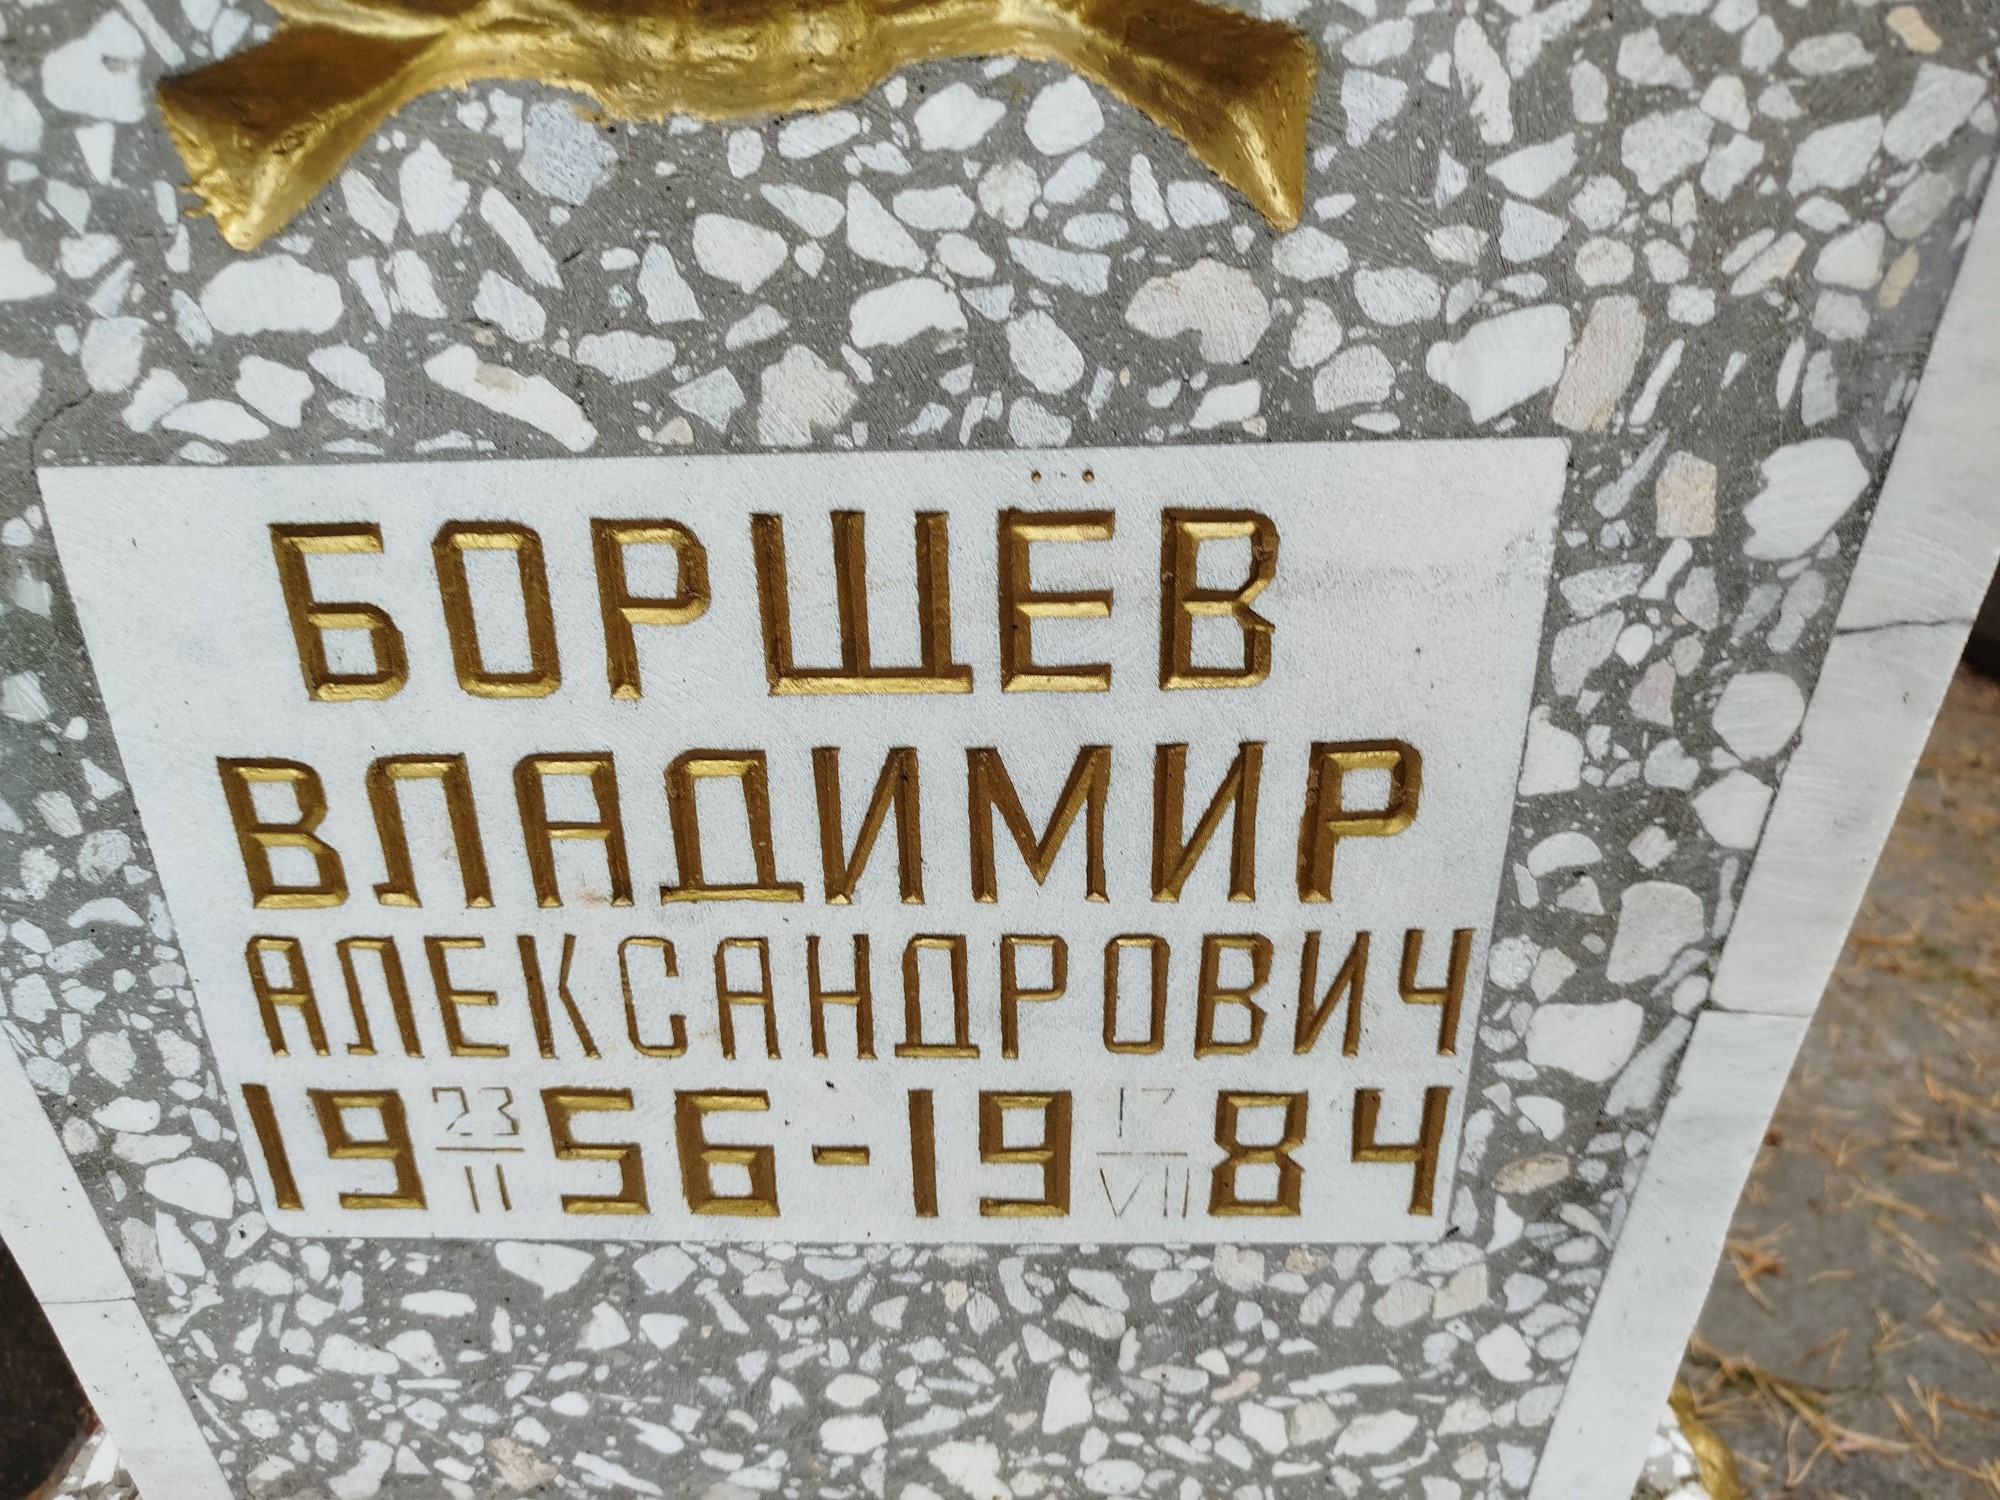 БОРЩЁВ
ВЛАДИМИР
АЛЕКСАНДРОВИЧ
19 23/II 56-19 17/VII 84